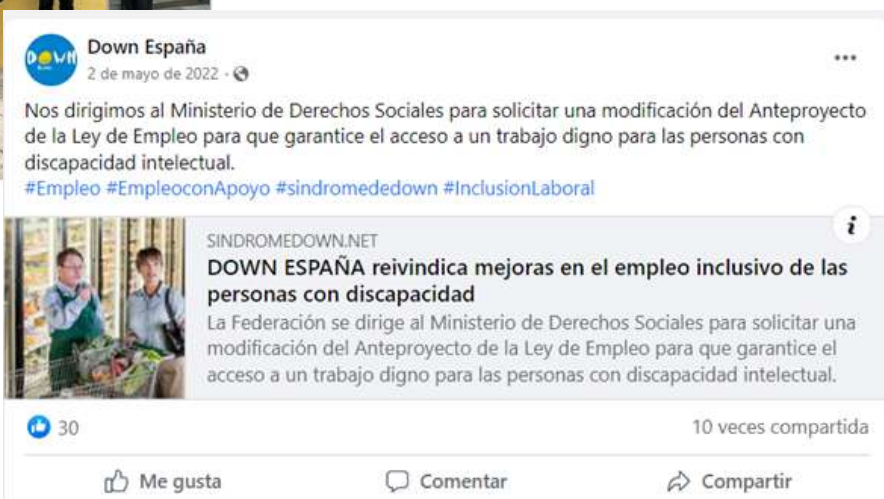 DOWN
Down España
2 de mayo de 2022 ·
Nos dirigimos al Ministerio de Derechos Sociales para solicitar una modificación del Anteproyecto
de la Ley de Empleo para que garantice el acceso a un trabajo digno para las personas con
discapacidad intelectual.
#Empleo #EmpleoconApoyo #sindromededown #InclusionLaboral
i
SINDROMEDOWN.NET
DOWN ESPAÑA reivindica mejoras en el empleo inclusivo de las
personas con discapacidad
La Federación se dirige al Ministerio de Derechos Sociales para solicitar una
modificación del Anteproyecto de la Ley de Empleo para que garantice el
acceso a un trabajo digno para las personas con discapacidad intelectual.
30
10 veces compartida
Me gusta
Comentar
Compartir